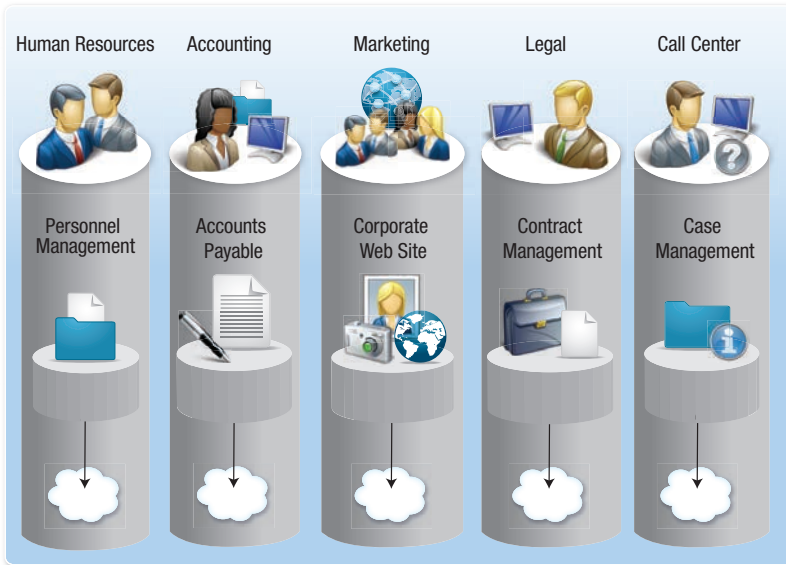 Human Resources
Accounting
Marketing
Legal
Call Center
Personnel
Management
Accounts
Payable
Corporate
Web Site
Contract
Management
Case
Management
?
i